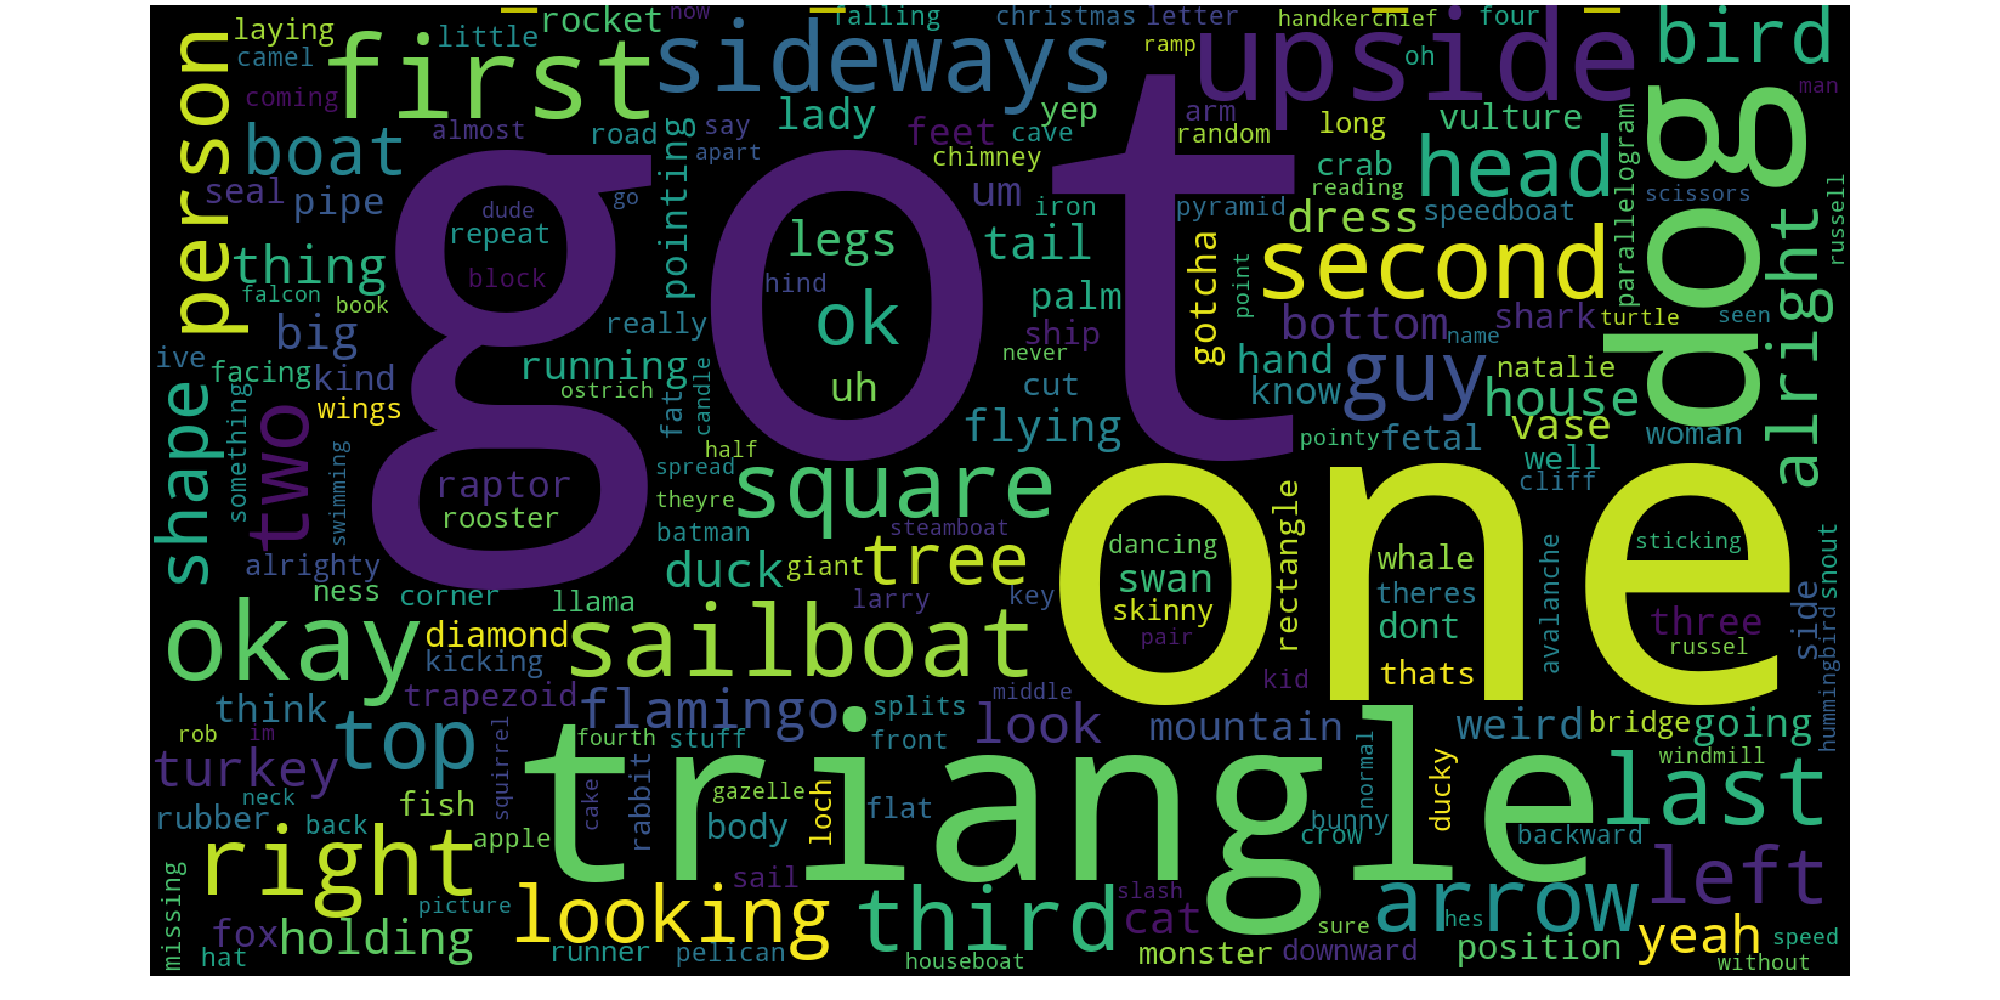 rocket
now
falling
christmas
letter
handkerchief
four
laying
little
first
sideways
upside
bird
person
camel
ramp
oh
coming
man
boat
almost
road
pointing
say
apart
lady
feet
yep
cave
chimney
arm
random
long
vulture
crab
head
parallelogram
dog
seal
pipe
dude
go
um
iron
reading
pyramid
dress
speedboat
scissors
russell
repeat
legs
tail
gotcha
second
alright
thing
block
got
hind
falcon
book
ok
palm
point
big
really
ship
bottom
shark
turtle
name
seen
ive
facing
kind
running
never
hand
guy
natalie
shape
wings
ostrich
fatg
candle
uh
cut
know
house
two
something
flying
pointy
fetal
vase
woman
half
swimming
raptor
spread
square
well
cliff
rooster
theyre
one
rectangle
batman
steamboat
dancing
whale
avalanche
sticking
snout
alrighty
duck
giant
tree
swan
ness
corner
llama
larry
key
skinny
theres
three
side
hummingbird
okay
diamond
sailboat
pair
dont
russel
kicking
thats
trapezoid
flamingo
middle
kid
think
top
squirrel
splits
look
mountain
weird
bridge
going
rob
im
fourth
stuff
front
normal
ducky
turkey
triangle
last
windmill
rabbit
cake
gazelle
loch
flat
neck
fish
rubber
back
apple
body
bunny
crow
backward
right
left
missing
sail
slash
arrow
picture
looking
third
cat
hes
fox
holding
sure
yeah
speed
hat
runner
pelican
houseboat
monster
downward
position
without